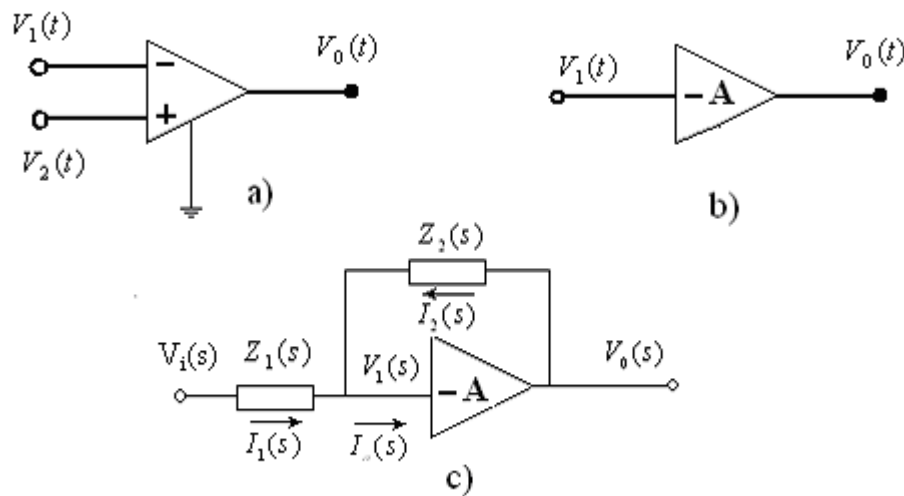 V₁(t)
V₀(t)
−
+
V₂(t)
a)
V₁(t)
V₀(t)
− A
b)
Z₂(s)
I₂(s)
Vᵢ(s)
Z₁(s)
V₁(s)
V₀(s)
− A
I₁(s)
c)